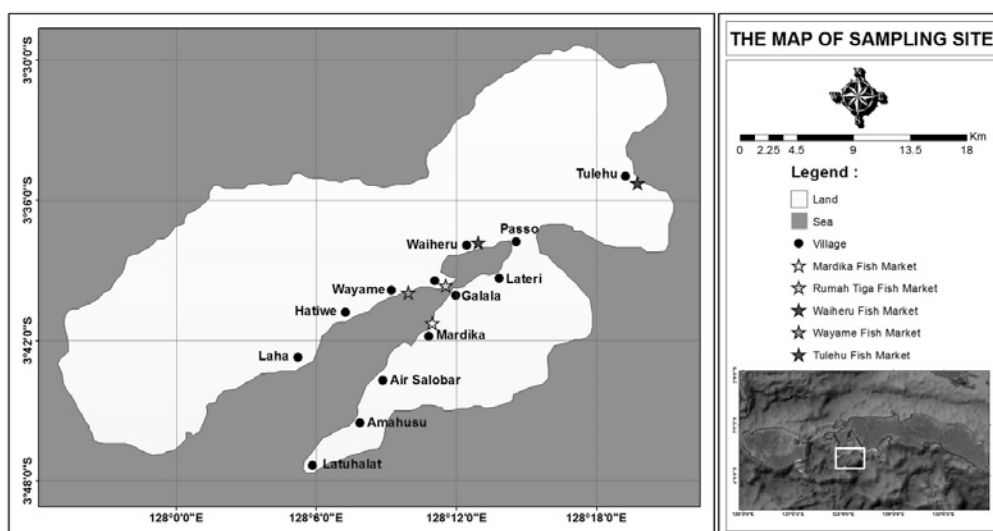 THE MAP OF SAMPLING SITE
Km
0 2.25 4.5 9 13.5 18
Legend :
Land
Sea
Village
Mardika Fish Market
Rumah Tiga Fish Market
Waiheru Fish Market
Wayame Fish Market
Tulehu Fish Market
3°30'0"S
3°36'0"S
3°42'0"S
3°48'0"S
128°0'0"E
128°6'0"E
128°12'0"E
128°18'0"E
Tulehu
Passo
Waiheru
Lateri
Wayame
Galala
Hatiwe
Mardika
Laha
Air Salobar
Amahusu
Latuhalat